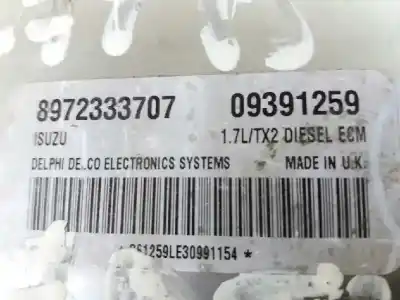 8972333707 09391259
ISUZU 1.7L/TX2 DIESEL ECM
DELPHI DELCO ELECTRONICS SYSTEMS MADE IN U.K.
61259LE30991154 *